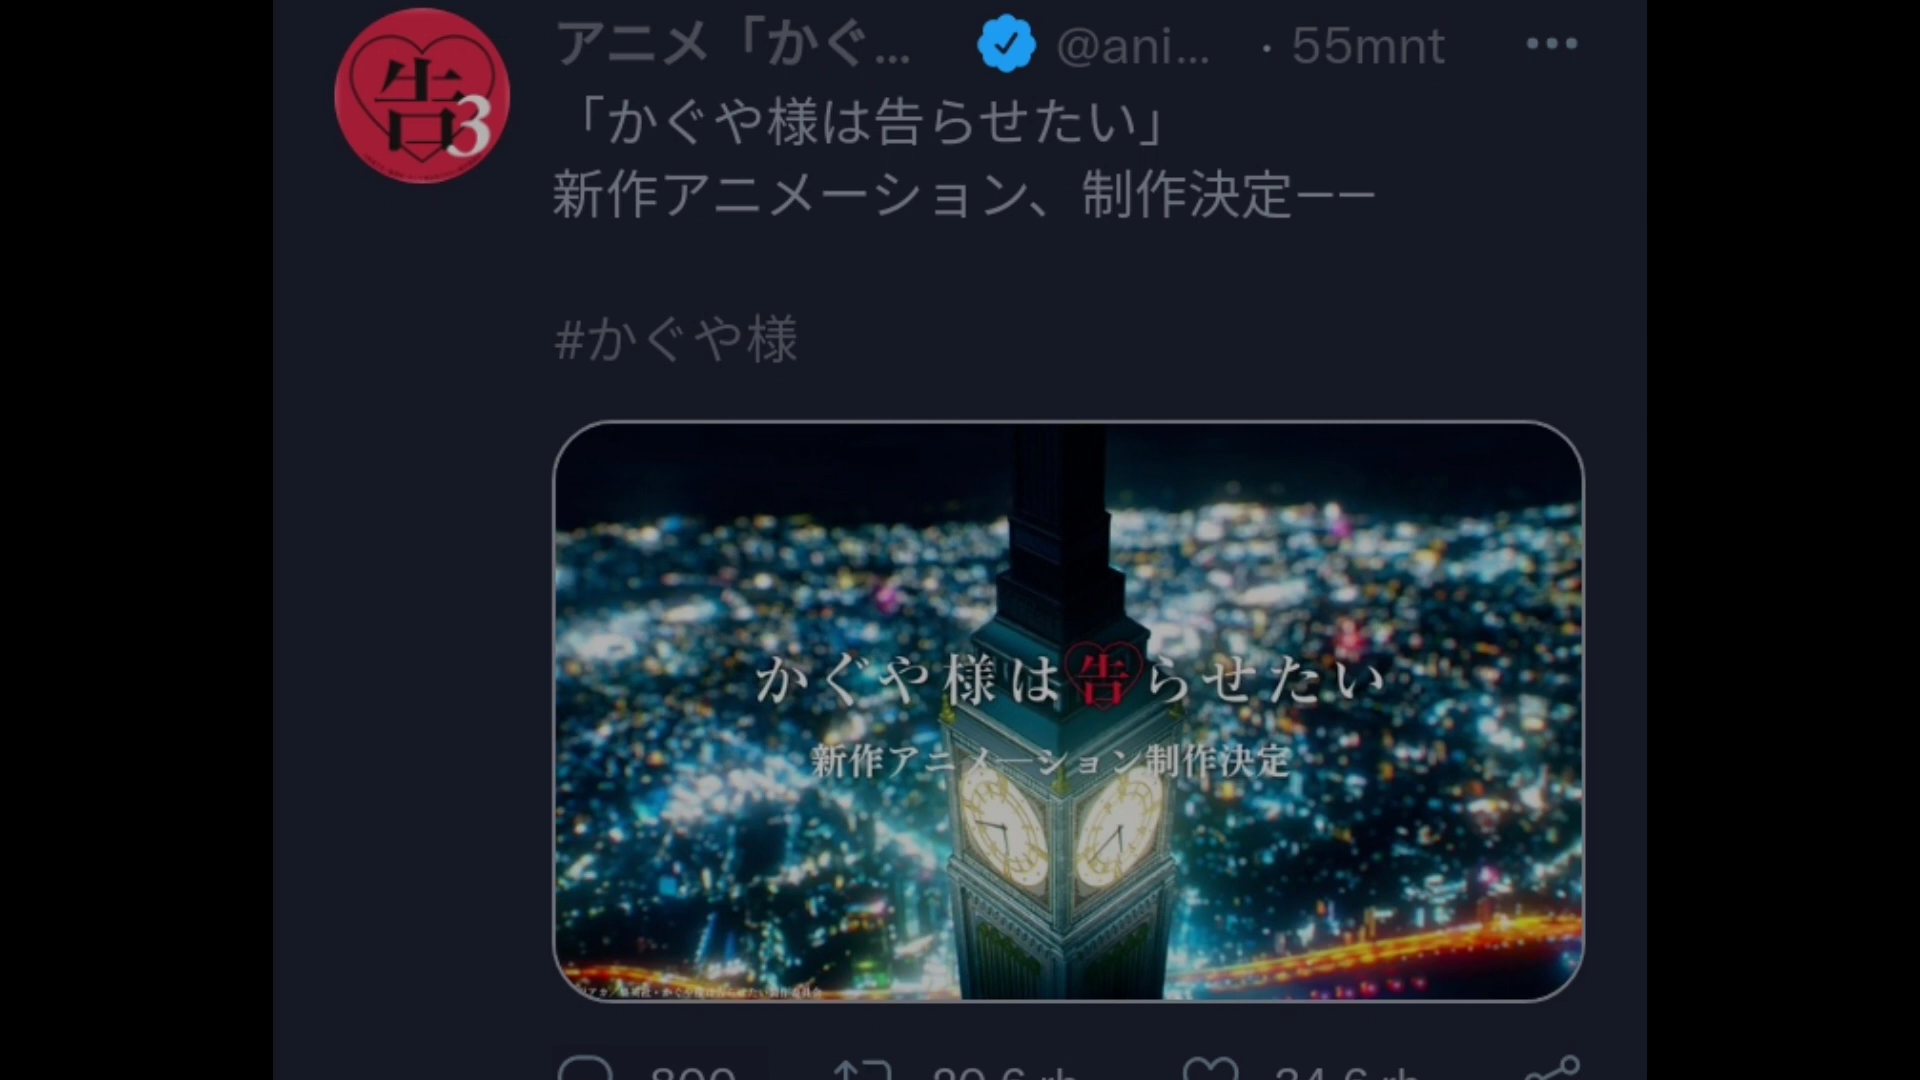 告3
アニメ「かぐ... @ani... · 55mnt
「かぐや様は告らせたい」
新作アニメーション、制作決定——
#かぐや様
かぐや様は告らせたい
新作アニメーション制作決定